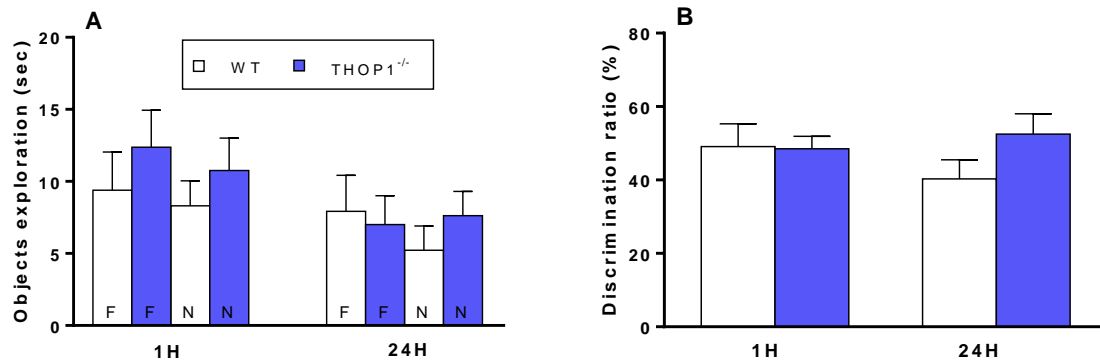 A
Objects exploration (sec)
20
15
10
5
0
WT THOP1-/-
F F N N F F N N
1H 24H
B
Discrimination ratio (%)
80
60
40
20
0
1H 24H